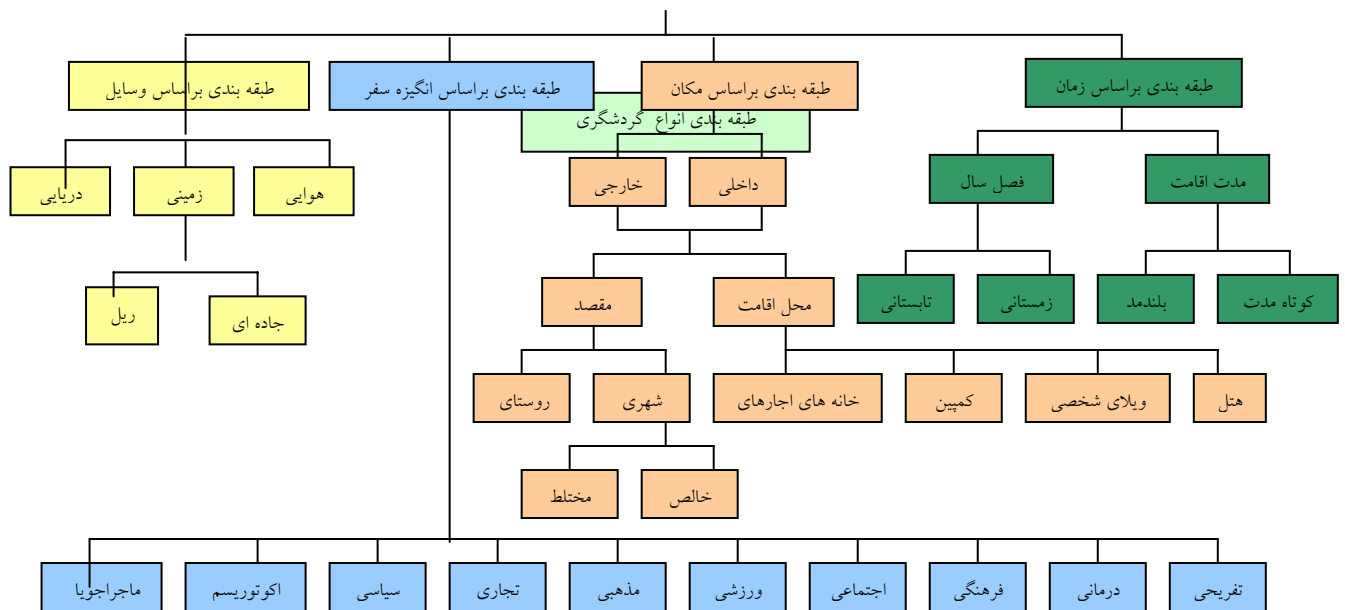 طبقه بندی براساس زمان
طبقه بندی براساس مکان
طبقه بندی براساس انگیزه سفر
طبقه بندی براساس وسایل
طبقه بندی انواع گردشگری
مدت اقامت
فصل سال
داخلی
خارجی
هوایی
زمینی
دریایی
کوتاه مدت
بلندمد
زمستانی
تابستانی
محل اقامت
مقصد
جاده ای
ریل
هتل
ویلای شخصی
کمپین
خانه های اجارهای
شهری
روستای
خالص
مختلط
تفریحی
درمانی
فرهنگی
اجتماعی
ورزشی
مذهبی
تجاری
سیاسی
اکوتوریسم
ماجراجویا